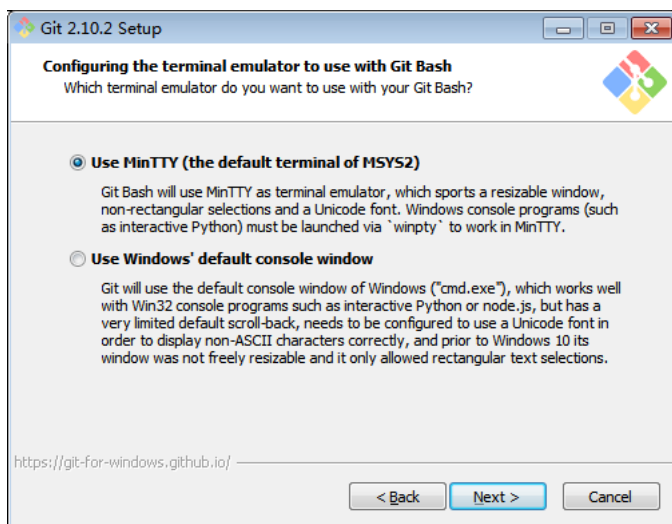 Git 2.10.2 Setup
Configuring the terminal emulator to use with Git Bash
Which terminal emulator do you want to use with your Git Bash?
Use MinTTY (the default terminal of MSYS2)
Git Bash will use MinTTY as terminal emulator, which sports a resizable window,
non-rectangular selections and a Unicode font. Windows console programs (such
as interactive Python) must be launched via `winpty` to work in MinTTY.
Use Windows' default console window
Git will use the default console window of Windows ("cmd.exe"), which works well
with Win32 console programs such as interactive Python or node.js, but has a
very limited default scroll-back, needs to be configured to use a Unicode font in
order to display non-ASCII characters correctly, and prior to Windows 10 its
window was not freely resizable and it only allowed rectangular text selections.
https://git-for-windows.github.io/
< Back Next > Cancel